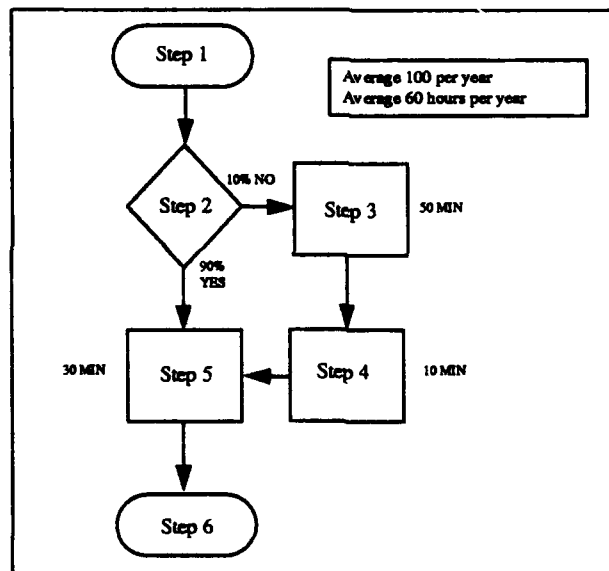 Step 1
Average 100 per year
Average 60 hours per year
10% NO
Step 2
Step 3
50 MIN
90%
YES
30 MIN
Step 5
Step 4
10 MIN
Step 6